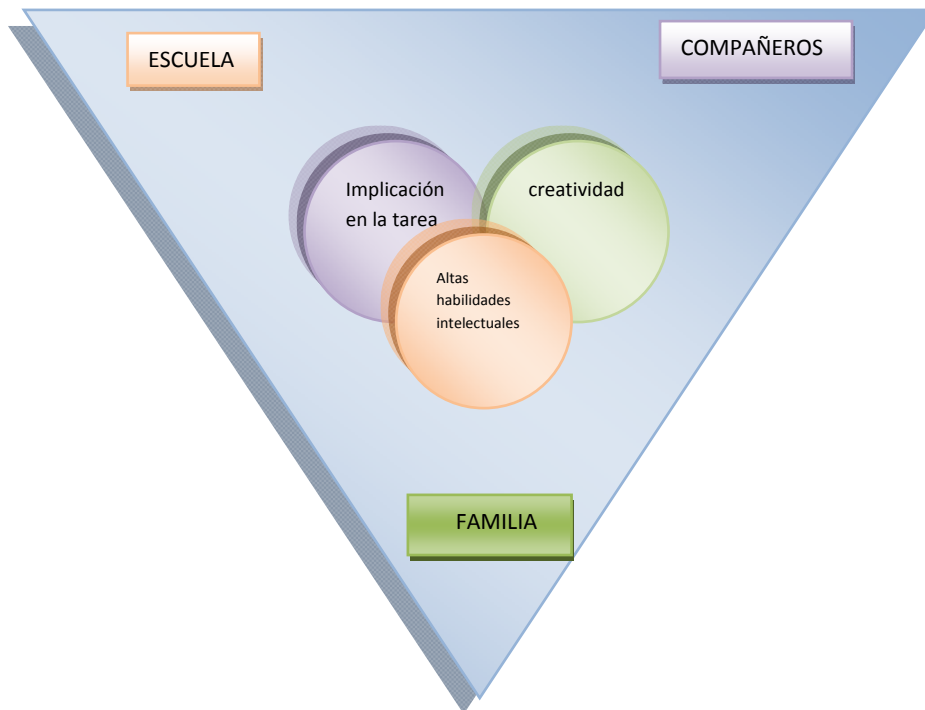 ESCUELA
COMPAÑEROS
Implicación
en la tarea
creatividad
Altas
habilidades
intelectuales
FAMILIA